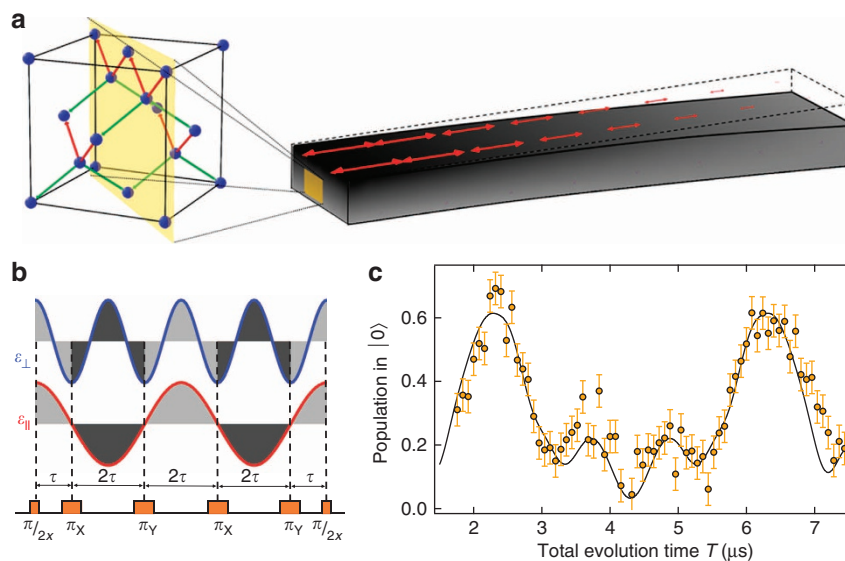 a
b
ε⊥
ε∥
τ 2τ 2τ 2τ τ
π/2x πX πY πX πY π/2x
c
Population in |0⟩
0.6
0.4
0.2
0.0
2 3 4 5 6 7
Total evolution time T (μs)